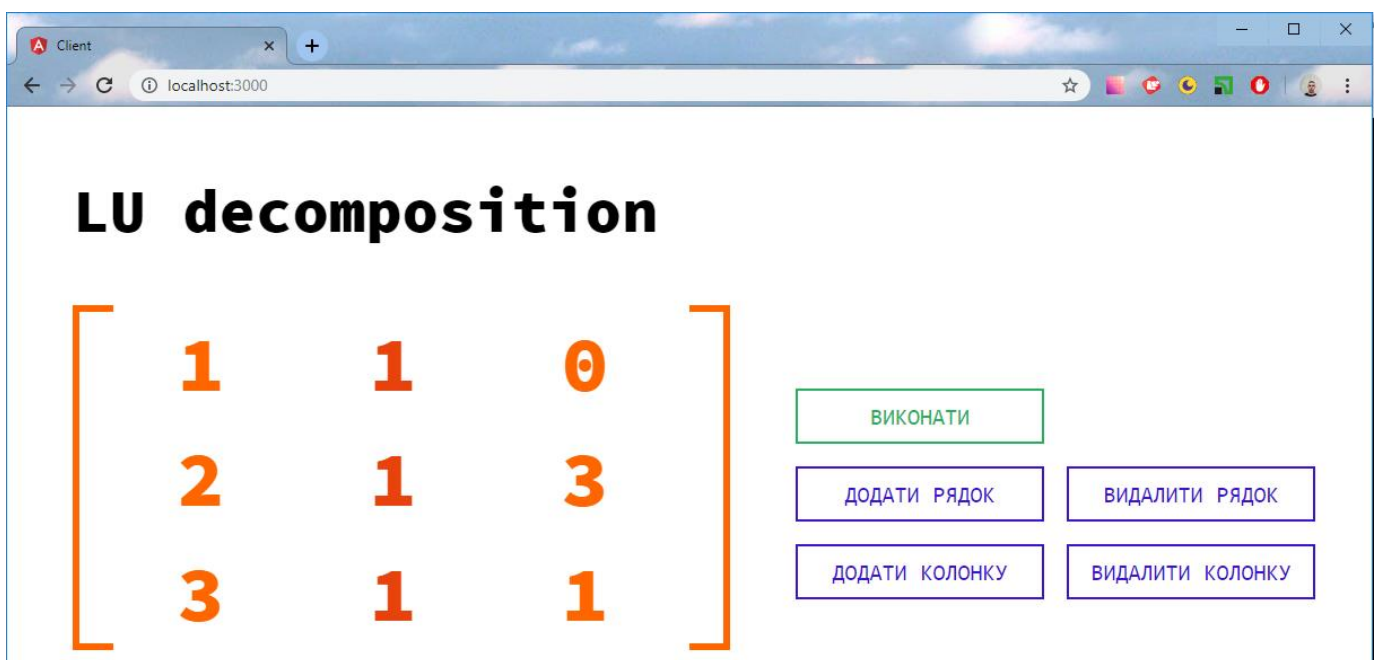 Client
localhost:3000
LU decomposition
1 1 0
2 1 3
3 1 1
ВИКОНАТИ
ДОДАТИ РЯДОК ВИДАЛИТИ РЯДОК
ДОДАТИ КОЛОНКУ ВИДАЛИТИ КОЛОНКУ